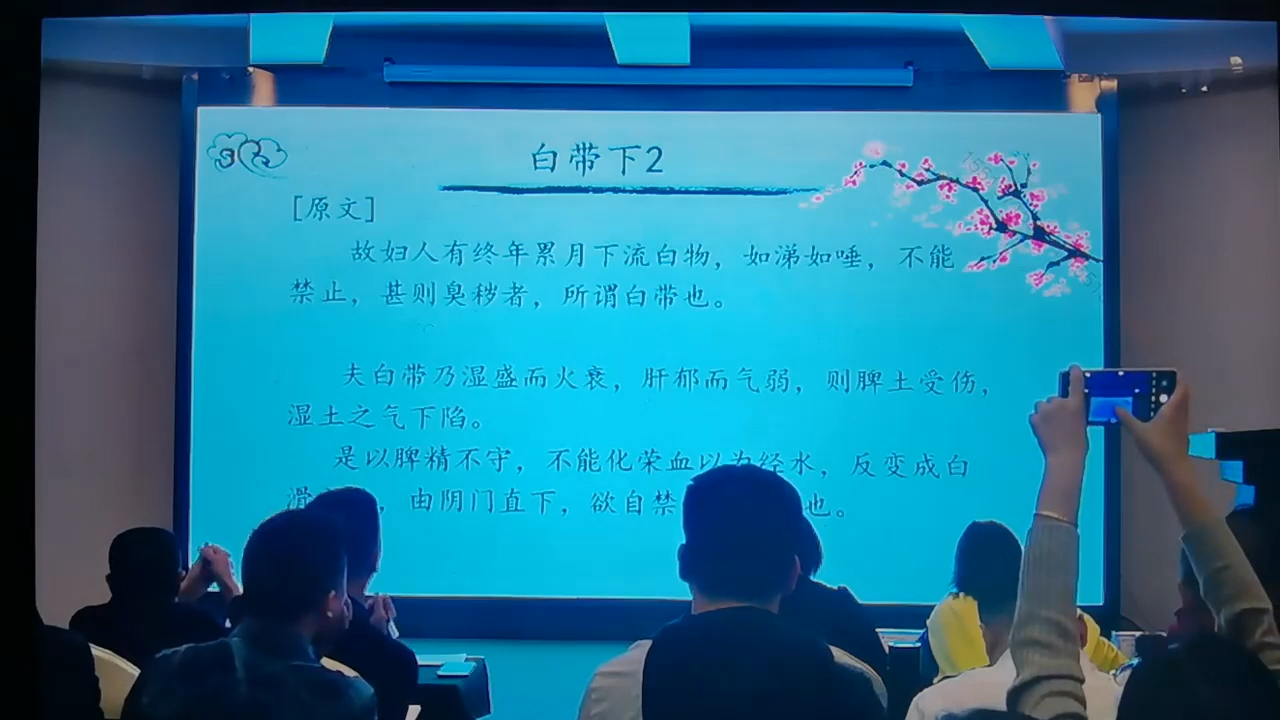 白带下2
[原文]
故妇人有终年累月下流白物，如涕如唾，不能
禁止，甚则臭秽者，所谓白带也。
夫白带乃湿盛而火衰，肝郁而气弱，则脾土受伤，
湿土之气下陷。
是以脾精不守，不能化荣血以为经水，反变成白
滑，由阴门直下，欲自禁也。